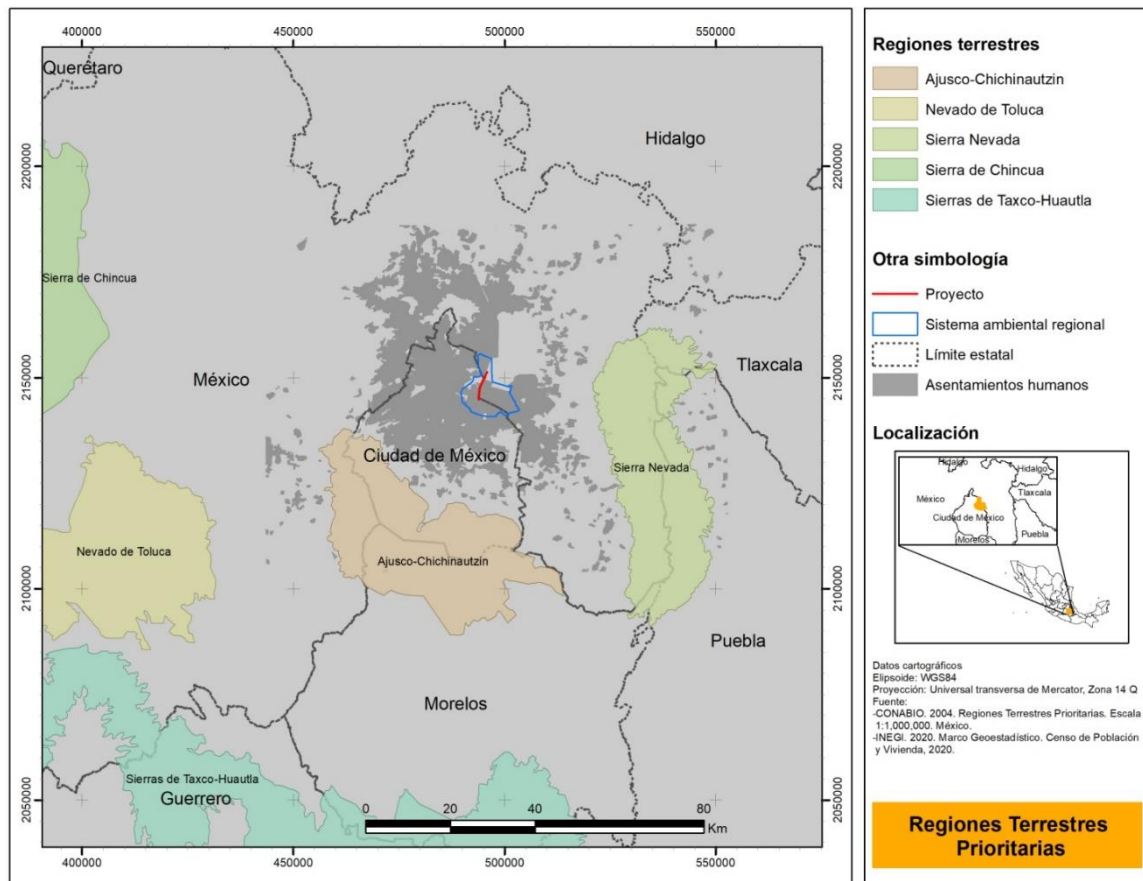 400000 450000 500000 550000
Querétaro
Hidalgo
2200000
2200000
Sierra de Chincua
México
Tlaxcala
2150000
2150000
Ciudad de México
Sierra Nevada
Nevado de Toluca
Ajusco-Chichinautzín
2100000
2100000
Puebla
Morelos
Sierras de Taxco-Huautla
Guerrero
2050000
2050000
0 20 40 60 80
Km
400000 450000 500000 550000
Regiones terrestres
Ajusco-Chichinautzin
Nevado de Toluca
Sierra Nevada
Sierra de Chincua
Sierras de Taxco-Huautla
Otra simbología
Proyecto
Sistema ambiental regional
Límite estatal
Asentamientos humanos
Localización
Hidalgo
Hidalgo
México
Tlaxcala
Ciudad de México
Morelos
Puebla
Datos cartográficos
Elipsoide: WGS84
Proyección: Universal transversa de Mercator, Zona 14 Q
Fuente:
-CONABIO. 2004. Regiones Terrestres Prioritarias. Escala
1:1,000,000. México.
-INEGI. 2020. Marco Geoestadístico. Censo de Población
y Vivienda, 2020.
Regiones Terrestres
Prioritarias